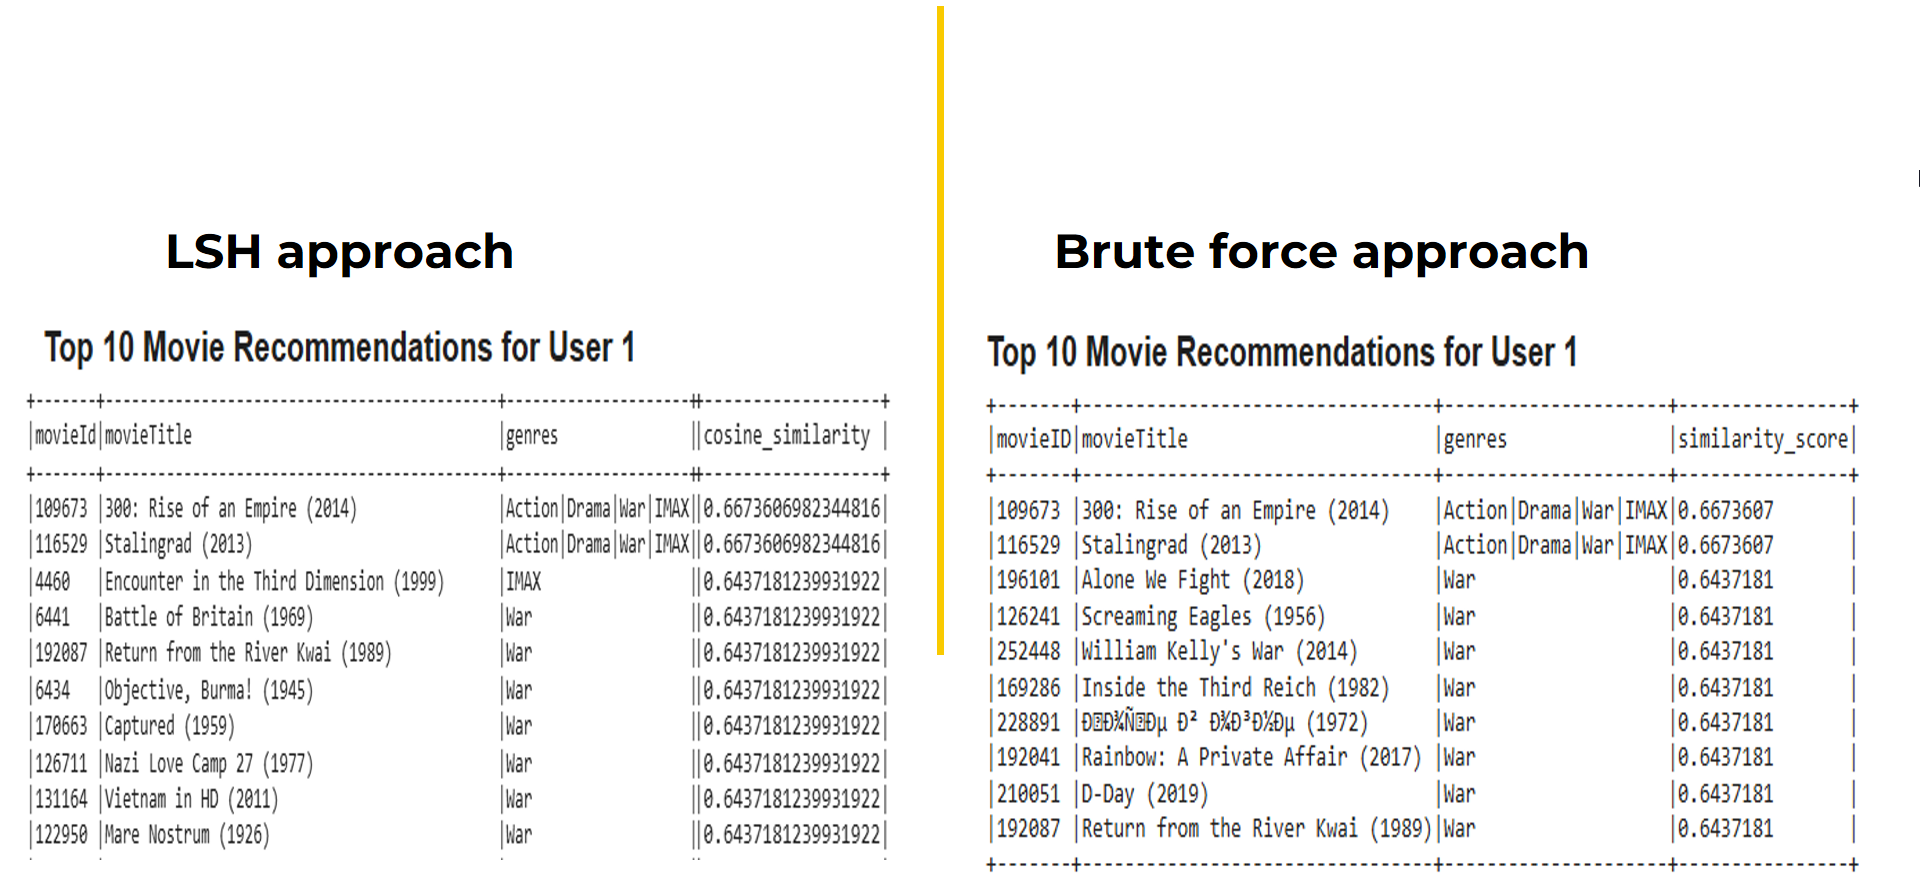 LSH approach
Top 10 Movie Recommendations for User 1
+-------+----------------------------------+------------------++------------------+
|movieId|movieTitle |genres ||cosine_similarity |
+-------+----------------------------------+------------------++------------------+
|109673 |300: Rise of an Empire (2014) |Action|Drama|War|IMAX||0.6673606982344816|
|116529 |Stalingrad (2013) |Action|Drama|War|IMAX||0.6673606982344816|
|4460 |Encounter in the Third Dimension (1999) |IMAX ||0.6437181239931922|
|6441 |Battle of Britain (1969) |War ||0.6437181239931922|
|192087 |Return from the River Kwai (1989) |War ||0.6437181239931922|
|6434 |Objective, Burma! (1945) |War ||0.6437181239931922|
|170663 |Captured (1959) |War ||0.6437181239931922|
|126711 |Nazi Love Camp 27 (1977) |War ||0.6437181239931922|
|131164 |Vietnam in HD (2011) |War ||0.6437181239931922|
|122950 |Mare Nostrum (1926) |War ||0.6437181239931922|
Brute force approach
Top 10 Movie Recommendations for User 1
+-------+---------------------------------+---------------------+----------------+
|movieID|movieTitle |genres |similarity_score|
+-------+---------------------------------+---------------------+----------------+
|109673 |300: Rise of an Empire (2014) |Action|Drama|War|IMAX|0.6673607 |
|116529 |Stalingrad (2013) |Action|Drama|War|IMAX|0.6673607 |
|196101 |Alone We Fight (2018) |War |0.6437181 |
|126241 |Screaming Eagles (1956) |War |0.6437181 |
|252448 |William Kelly's War (2014) |War |0.6437181 |
|169286 |Inside the Third Reich (1982) |War |0.6437181 |
|228891 | (1972) |War |0.6437181 |
|192041 |Rainbow: A Private Affair (2017) |War |0.6437181 |
|210051 |D-Day (2019) |War |0.6437181 |
|192087 |Return from the River Kwai (1989)|War |0.6437181 |
+-------+---------------------------------+---------------------+----------------+